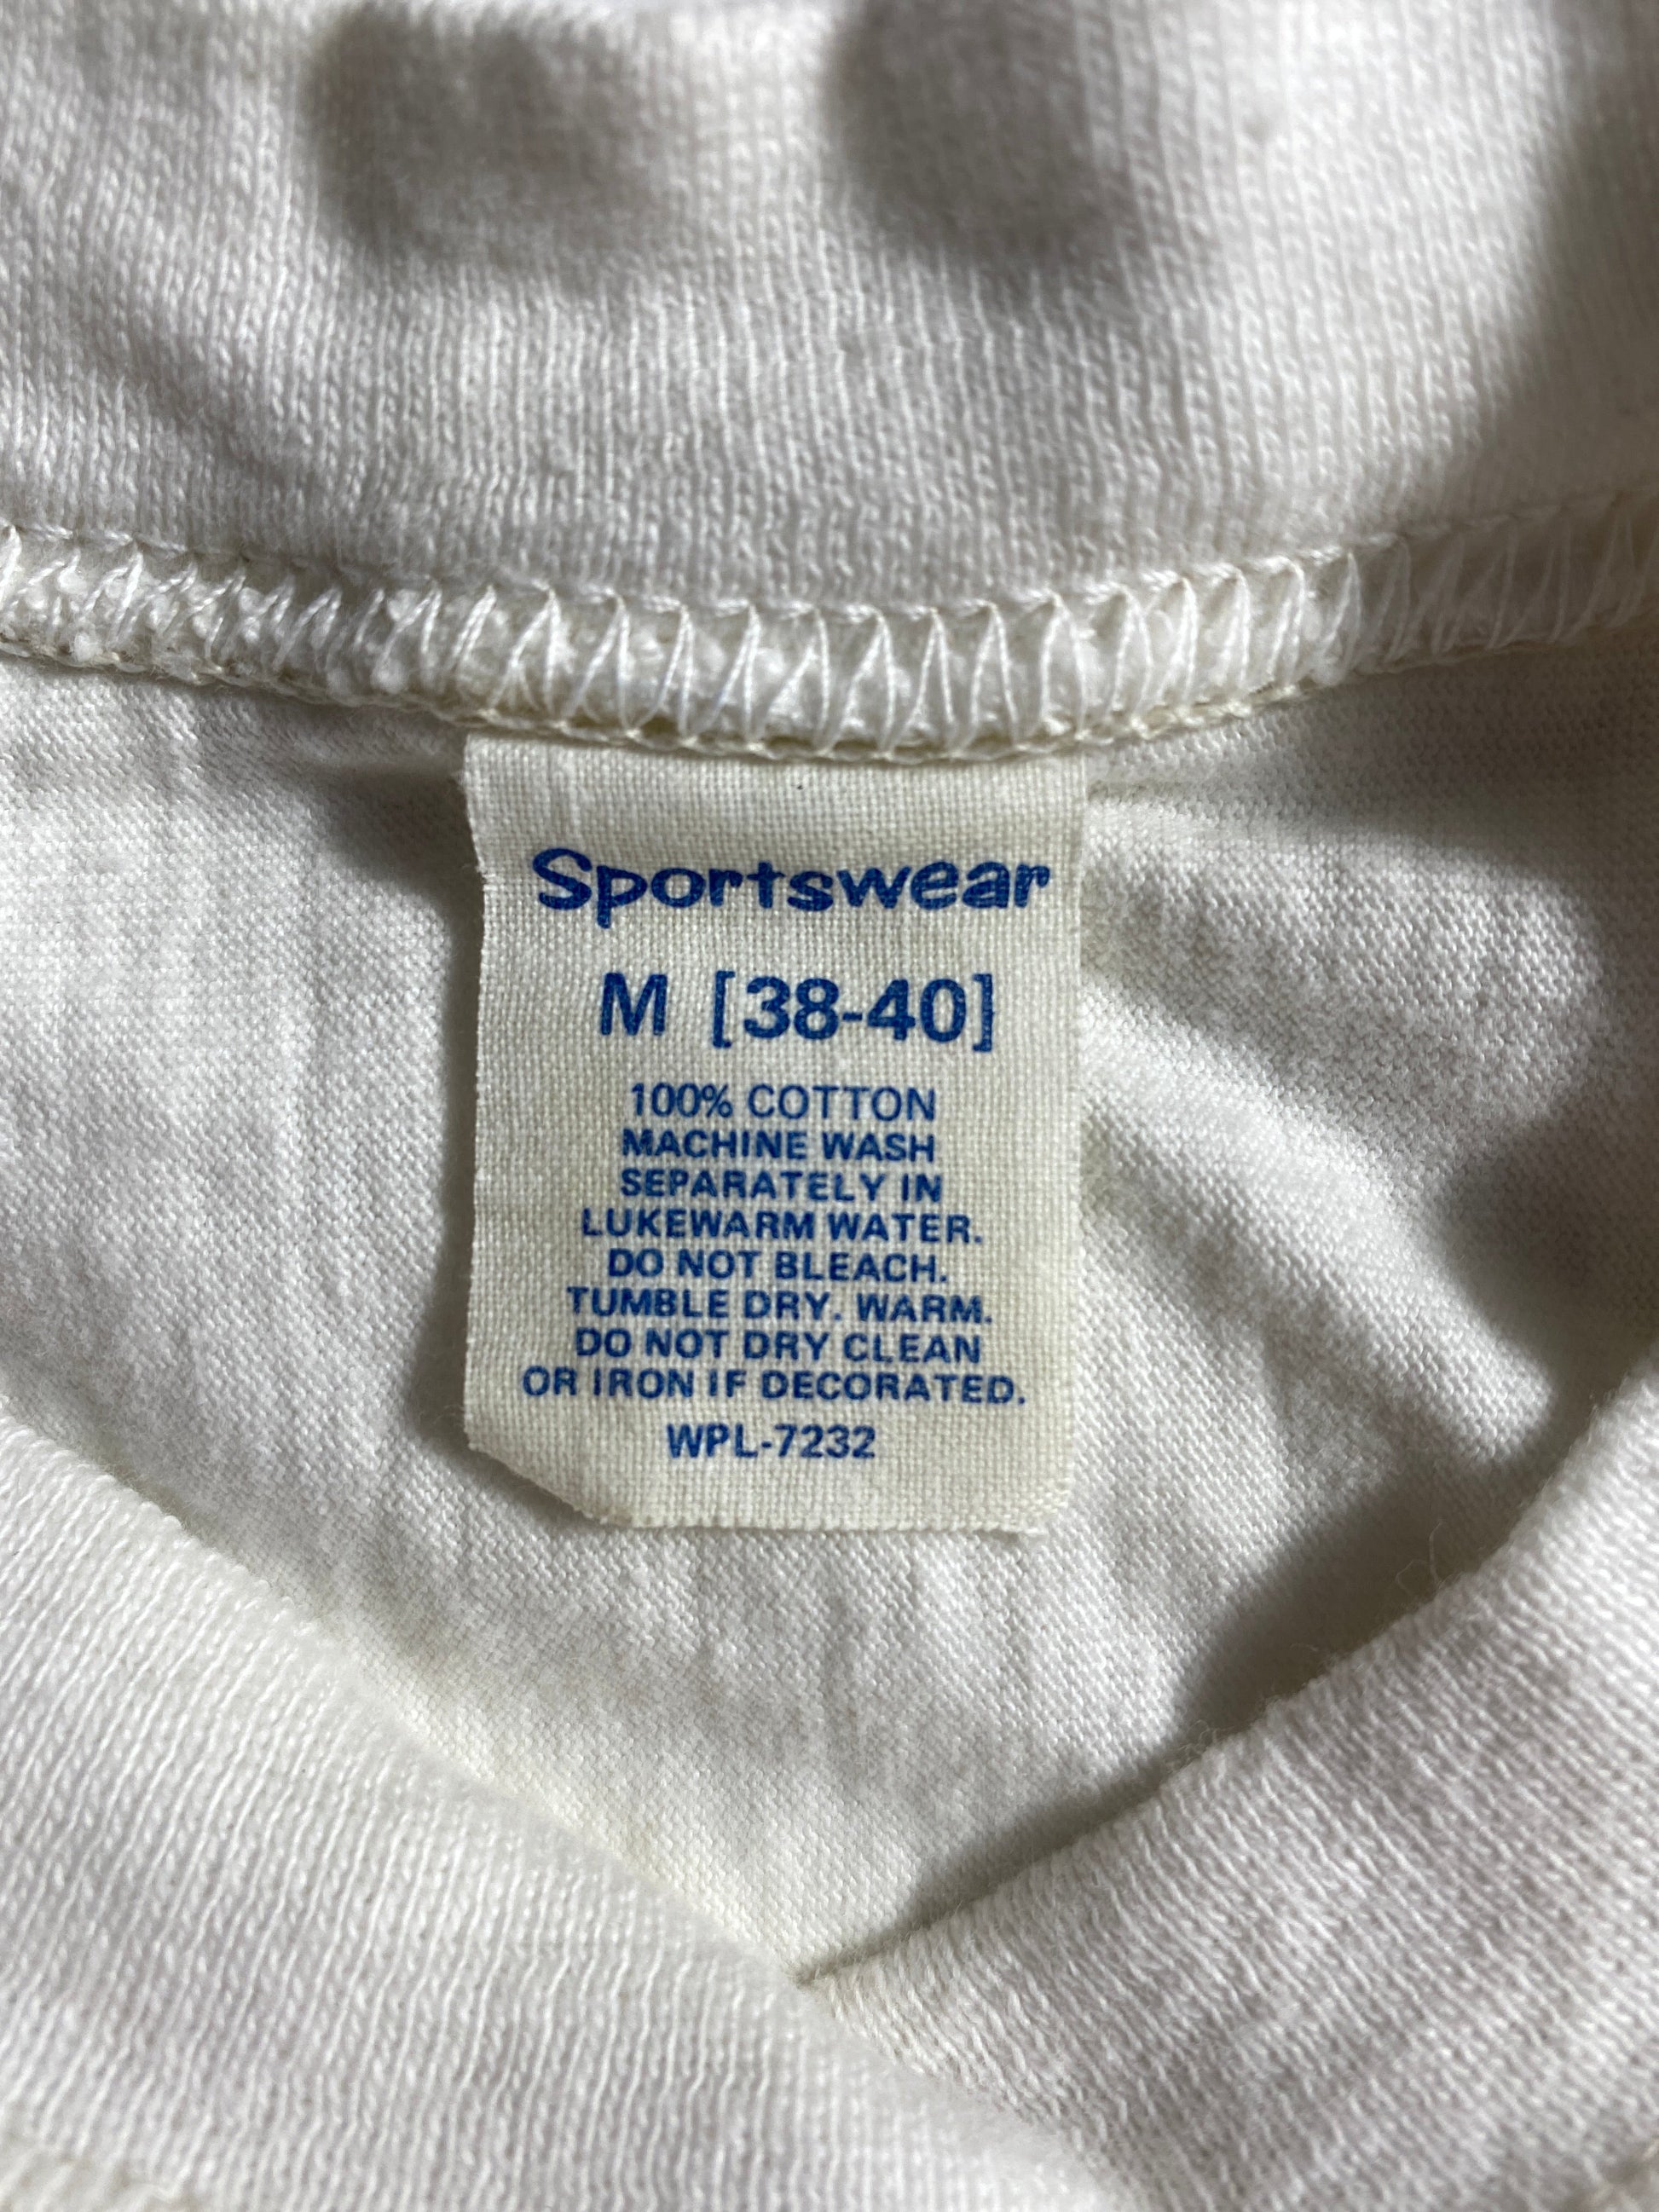 Sportswear
M [38-40]
100% COTTON
MACHINE WASH
SEPARATELY IN
LUKEWARM WATER.
DO NOT BLEACH.
TUMBLE DRY. WARM.
DO NOT DRY CLEAN
OR IRON IF DECORATED.
WPL-7232